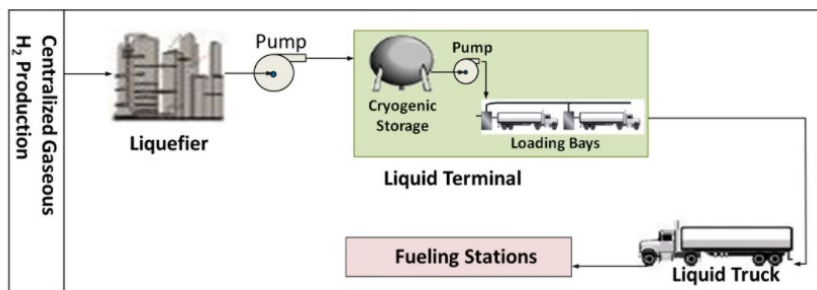 Centralized Gaseous
H₂ Production
Liquefier
Pump
Cryogenic
Storage
Pump
Loading Bays
Liquid Terminal
Liquid Truck
Fueling Stations